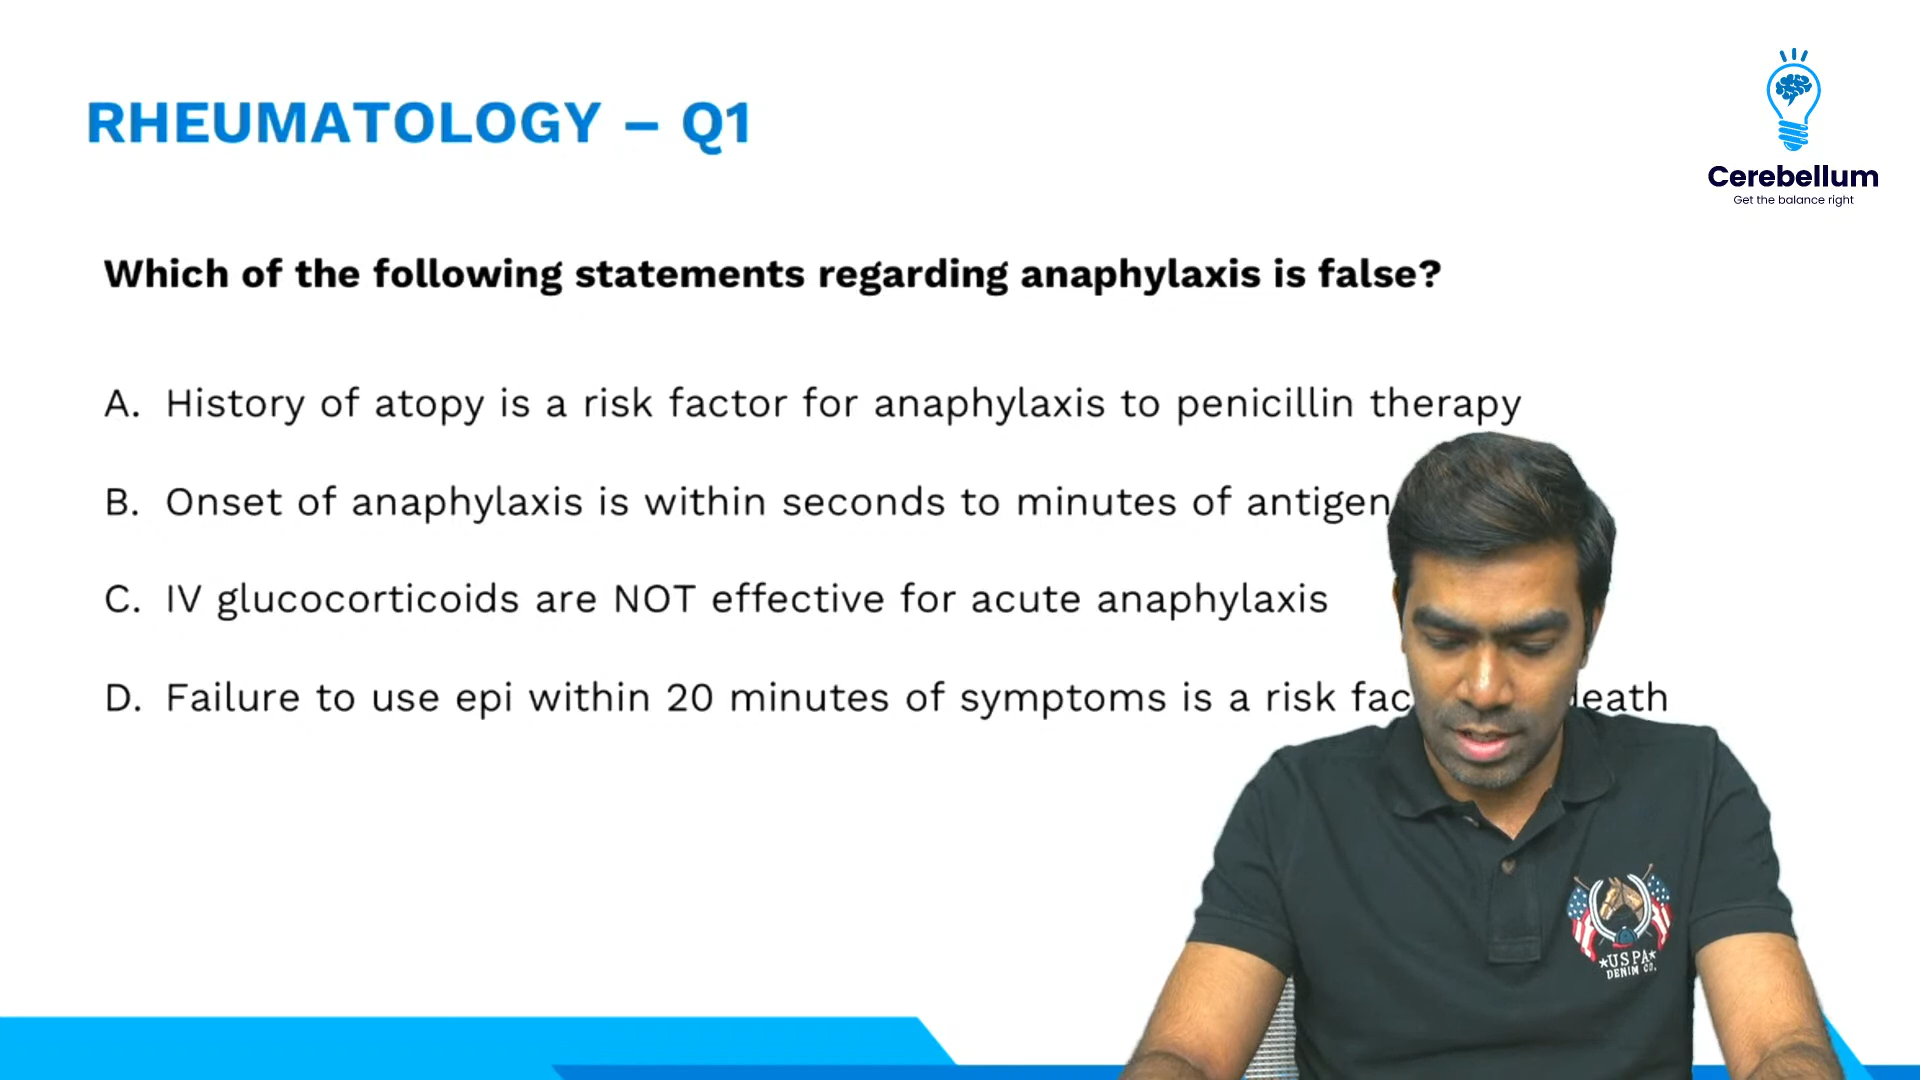 RHEUMATOLOGY – Q1
Cerebellum
Get the balance right
Which of the following statements regarding anaphylaxis is false?
A. History of atopy is a risk factor for anaphylaxis to penicillin therapy
B. Onset of anaphylaxis is within seconds to minutes of antigen
C. IV glucocorticoids are NOT effective for acute anaphylaxis
D. Failure to use epi within 20 minutes of symptoms is a risk
USPA
DENIM CO.